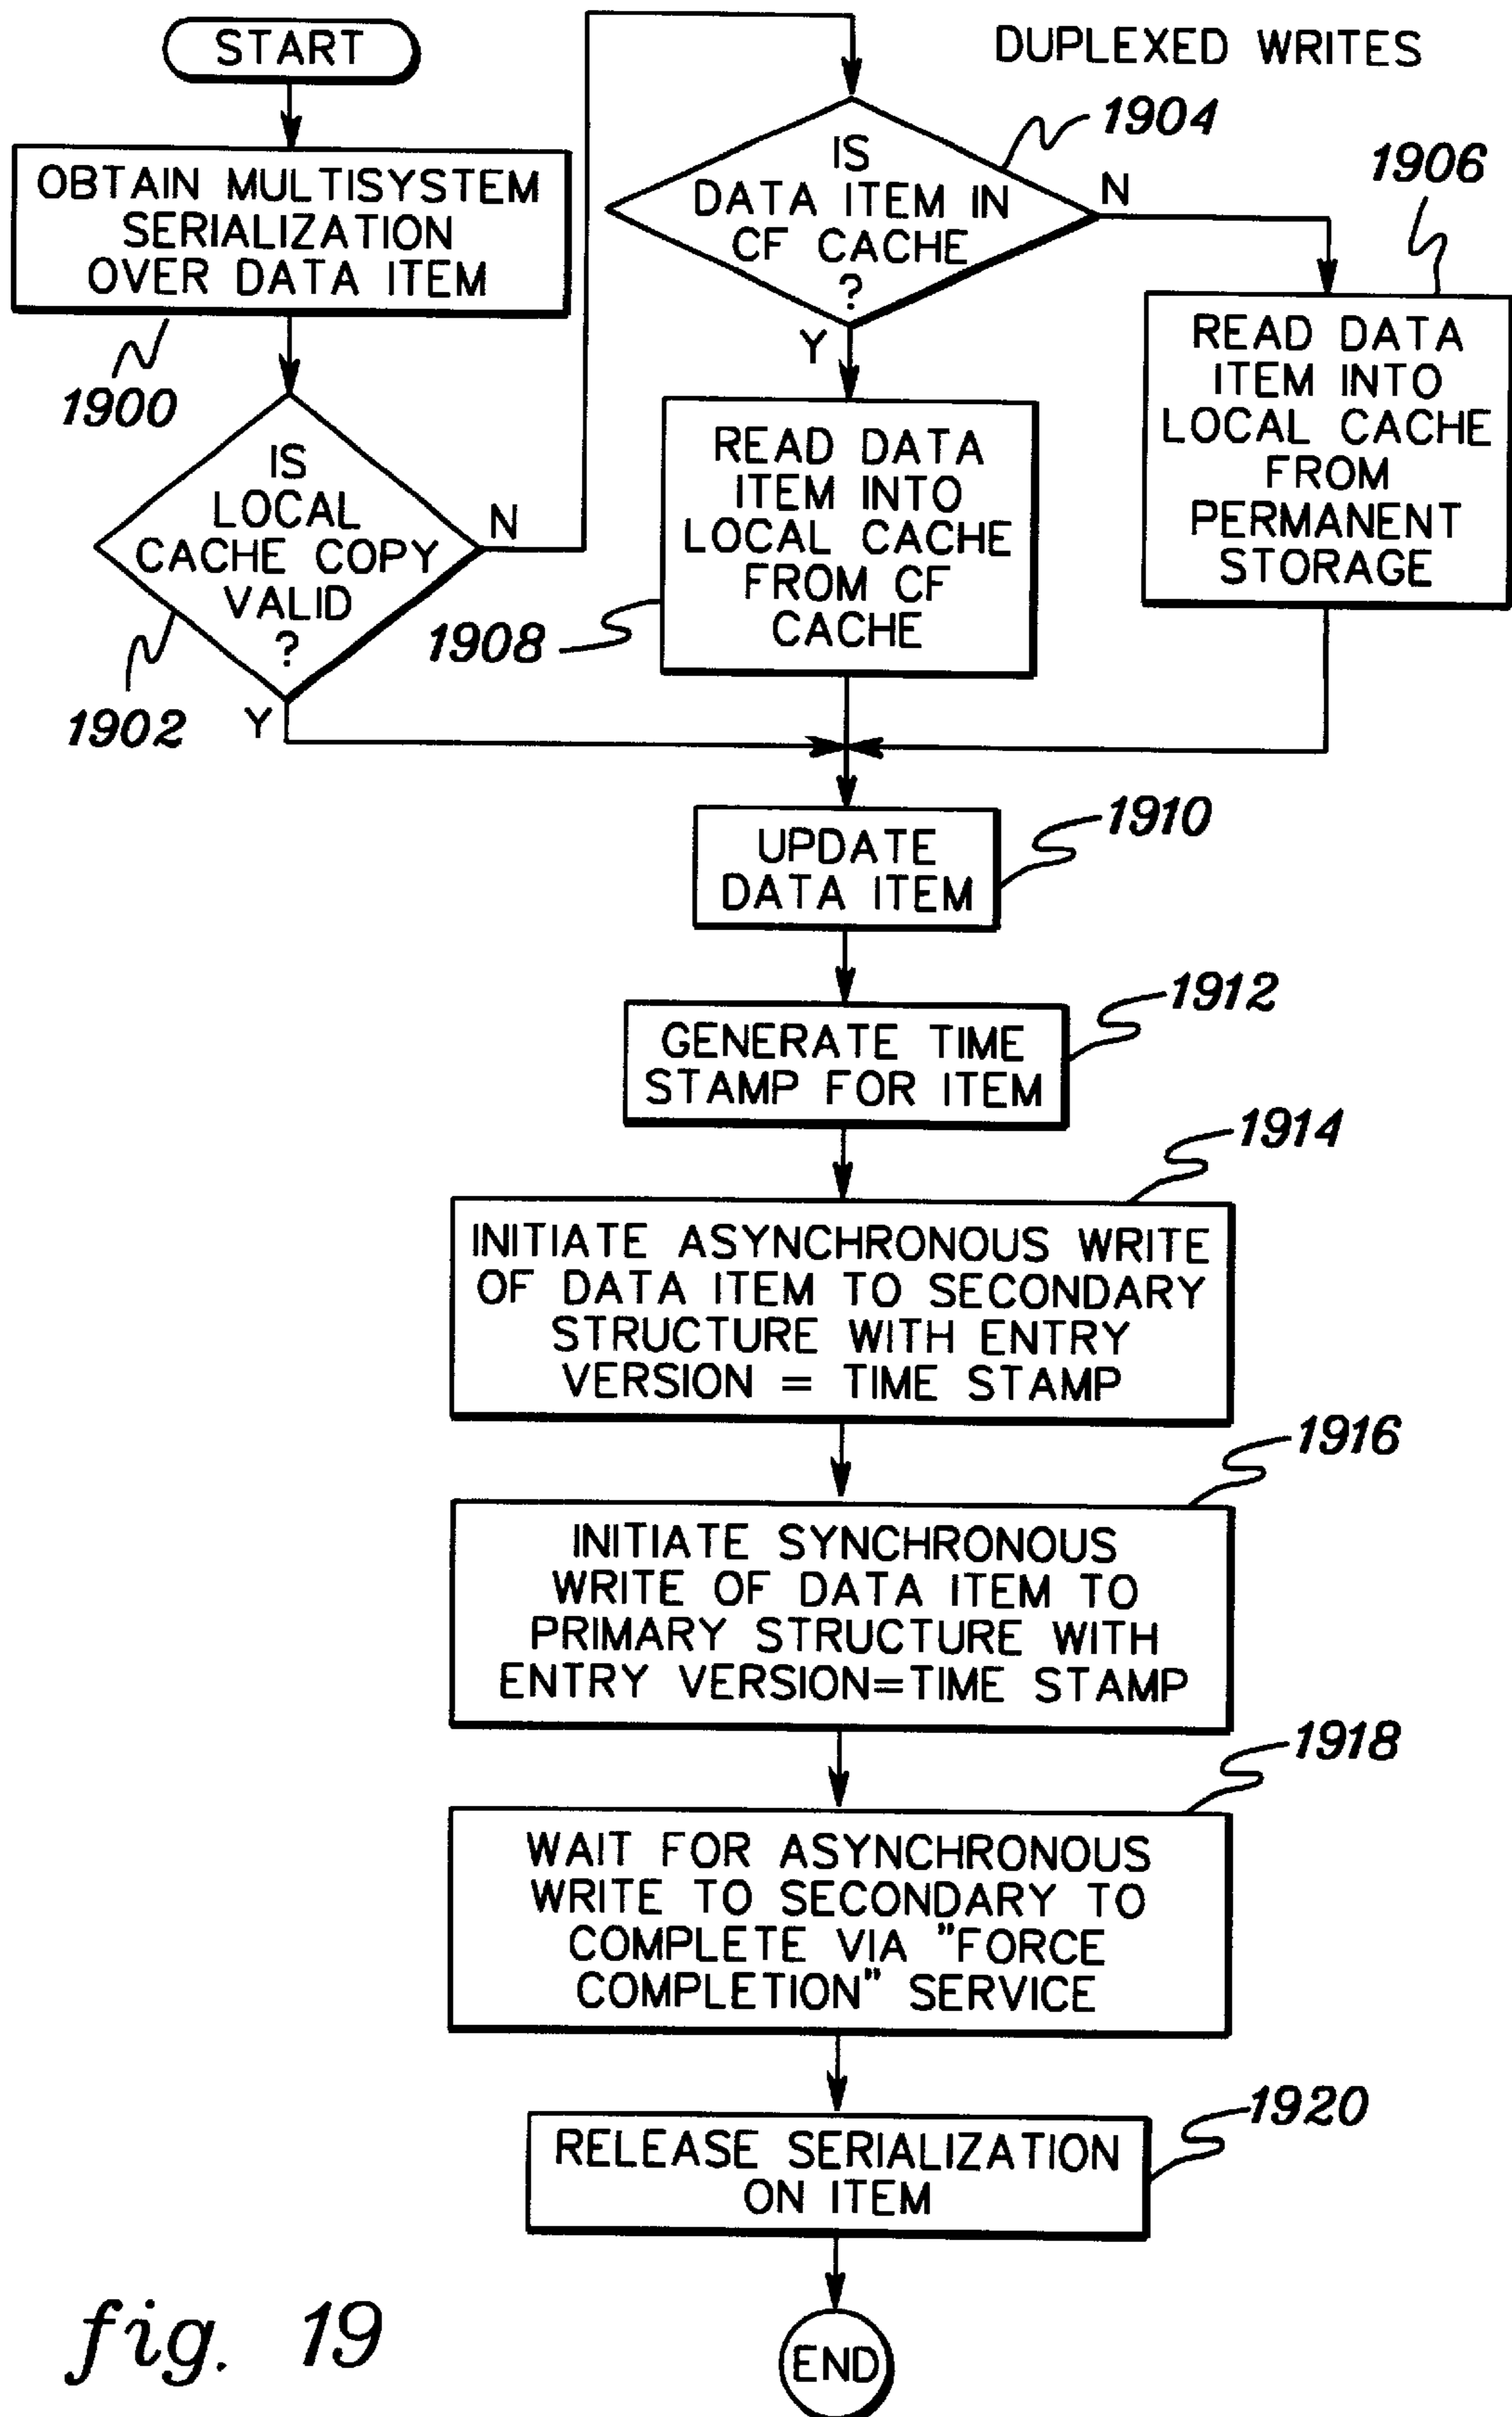 START
DUPLEXED WRITES
OBTAIN MULTISYSTEM
SERIALIZATION
OVER DATA ITEM
1900
IS
LOCAL
CACHE COPY
VALID
?
1902
N
Y
IS
DATA ITEM IN
CF CACHE
?
1904
N
Y
1906
READ DATA
ITEM INTO
LOCAL CACHE
FROM
PERMANENT
STORAGE
READ DATA
ITEM INTO
LOCAL CACHE
FROM CF
CACHE
1908
UPDATE
DATA ITEM
1910
GENERATE TIME
STAMP FOR ITEM
1912
INITIATE ASYNCHRONOUS WRITE
OF DATA ITEM TO SECONDARY
STRUCTURE WITH ENTRY
VERSION = TIME STAMP
1914
INITIATE SYNCHRONOUS
WRITE OF DATA ITEM TO
PRIMARY STRUCTURE WITH
ENTRY VERSION=TIME STAMP
1916
WAIT FOR ASYNCHRONOUS
WRITE TO SECONDARY TO
COMPLETE VIA "FORCE
COMPLETION" SERVICE
1918
RELEASE SERIALIZATION
ON ITEM
1920
END
fig. 19